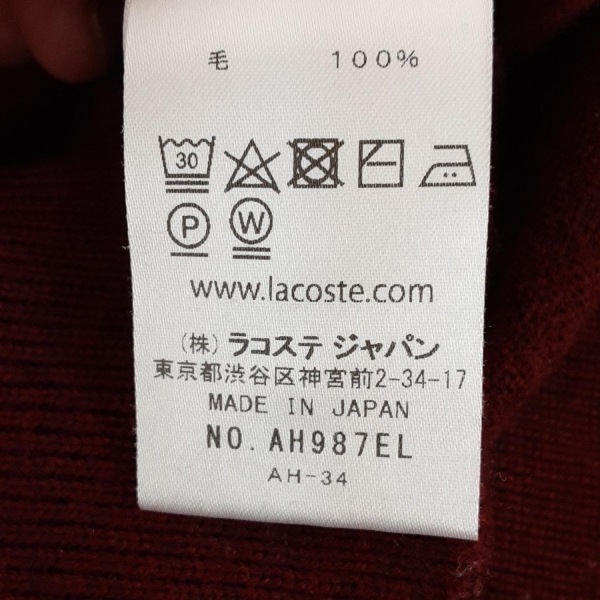 毛 100%
30
P W
www.lacoste.com
(株) ラコステ ジャパン
東京都渋谷区神宮前2-34-17
MADE IN JAPAN
NO. AH987EL
AH-34